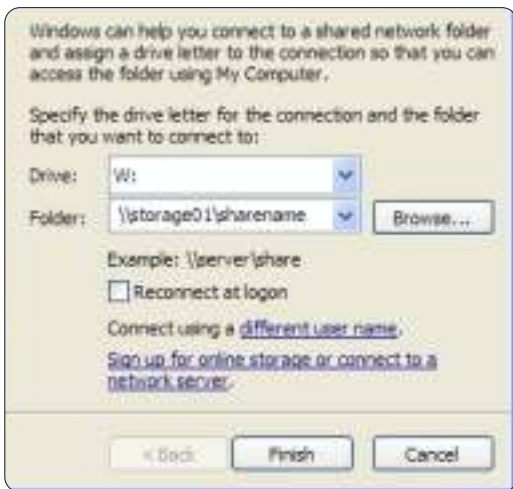 Windows can help you connect to a shared network folder
and assign a drive letter to the connection so that you can
access the folder using My Computer.
Specify the drive letter for the connection and the folder
that you want to connect to:
Drive: W:
Folder: \\storage01\sharename Browse...
Example: \\server\share
Reconnect at logon
Connect using a different user name.
Sign up for online storage or connect to a
network server.
< Back Finish Cancel